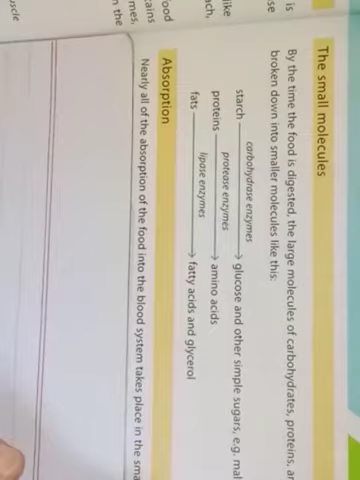 The small molecules
By the time the food is digested, the large molecules of carbohydrates, proteins,
broken down into smaller molecules like this:
carbohydrase enzymes
starch → glucose and other simple sugars, e.g.
protease enzymes
proteins → amino acids
lipase enzymes
fats → fatty acids and glycerol
Absorption
Nearly all of the absorption of the food into the blood system takes place in the
is
se
like
ach,
ood
tains
mes,
n the
uscle